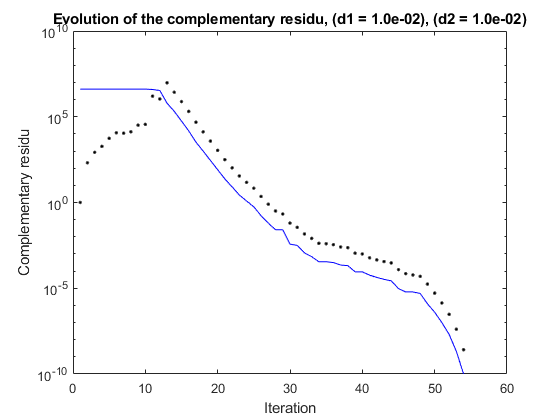 Evolution of the complementary residu, (d1 = 1.0e-02), (d2 = 1.0e-02)
10^10
10^5
10^0
10^-5
10^-10
Complementary residu
0 10 20 30 40 50 60
Iteration